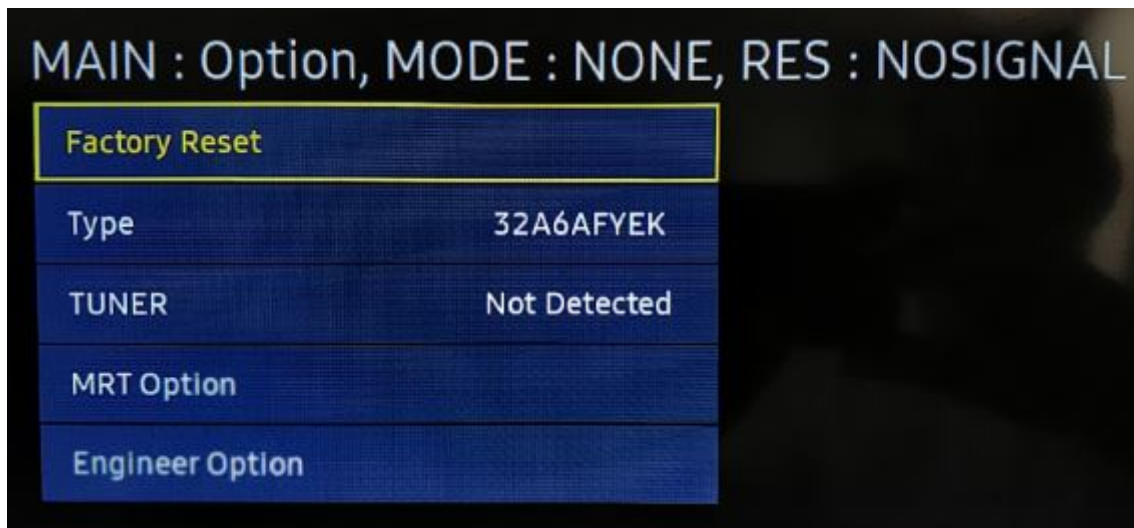 MAIN : Option, MODE : NONE, RES : NOSIGNAL
Factory Reset
Type 32A6AFYEK
TUNER Not Detected
MRT Option
Engineer Option